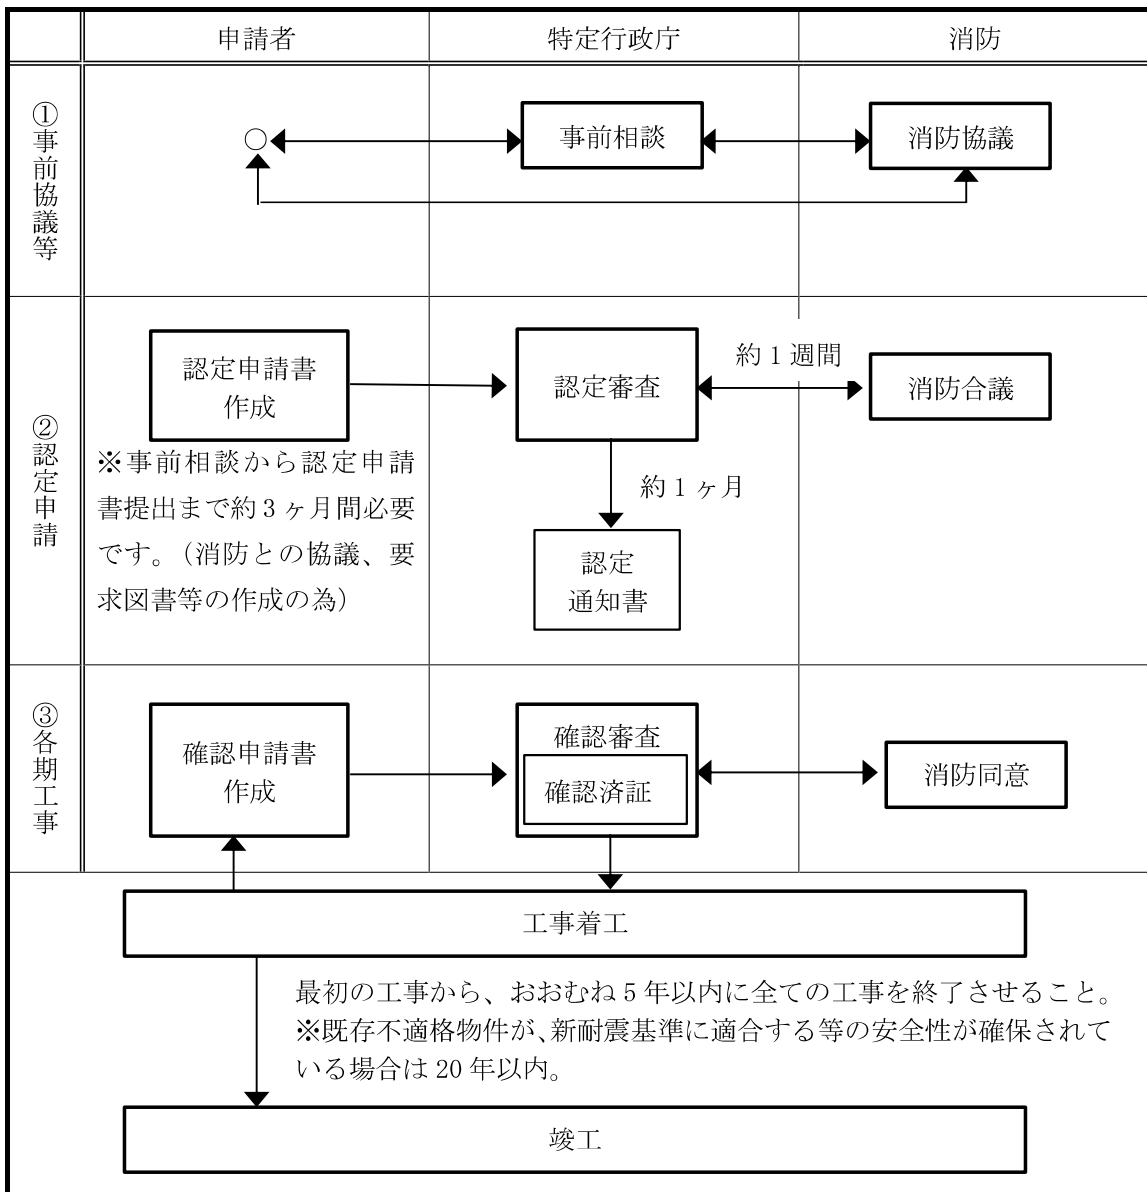 申請者
特定行政庁
消防
①事前協議等
○
事前相談
消防協議
②認定申請
認定申請書
作成
※事前相談から認定申請
書提出まで約3ヶ月間必要
です。（消防との協議、要
求図書等の作成の為）
認定審査
約1週間
消防合議
約1ヶ月
認定
通知書
③各期工事
確認申請書
作成
確認審査
確認済証
消防同意
工事着工
最初の工事から、おおむね5年以内に全ての工事を終了させること。
※既存不適格物件が、新耐震基準に適合する等の安全性が確保されて
いる場合は20年以内。
竣工